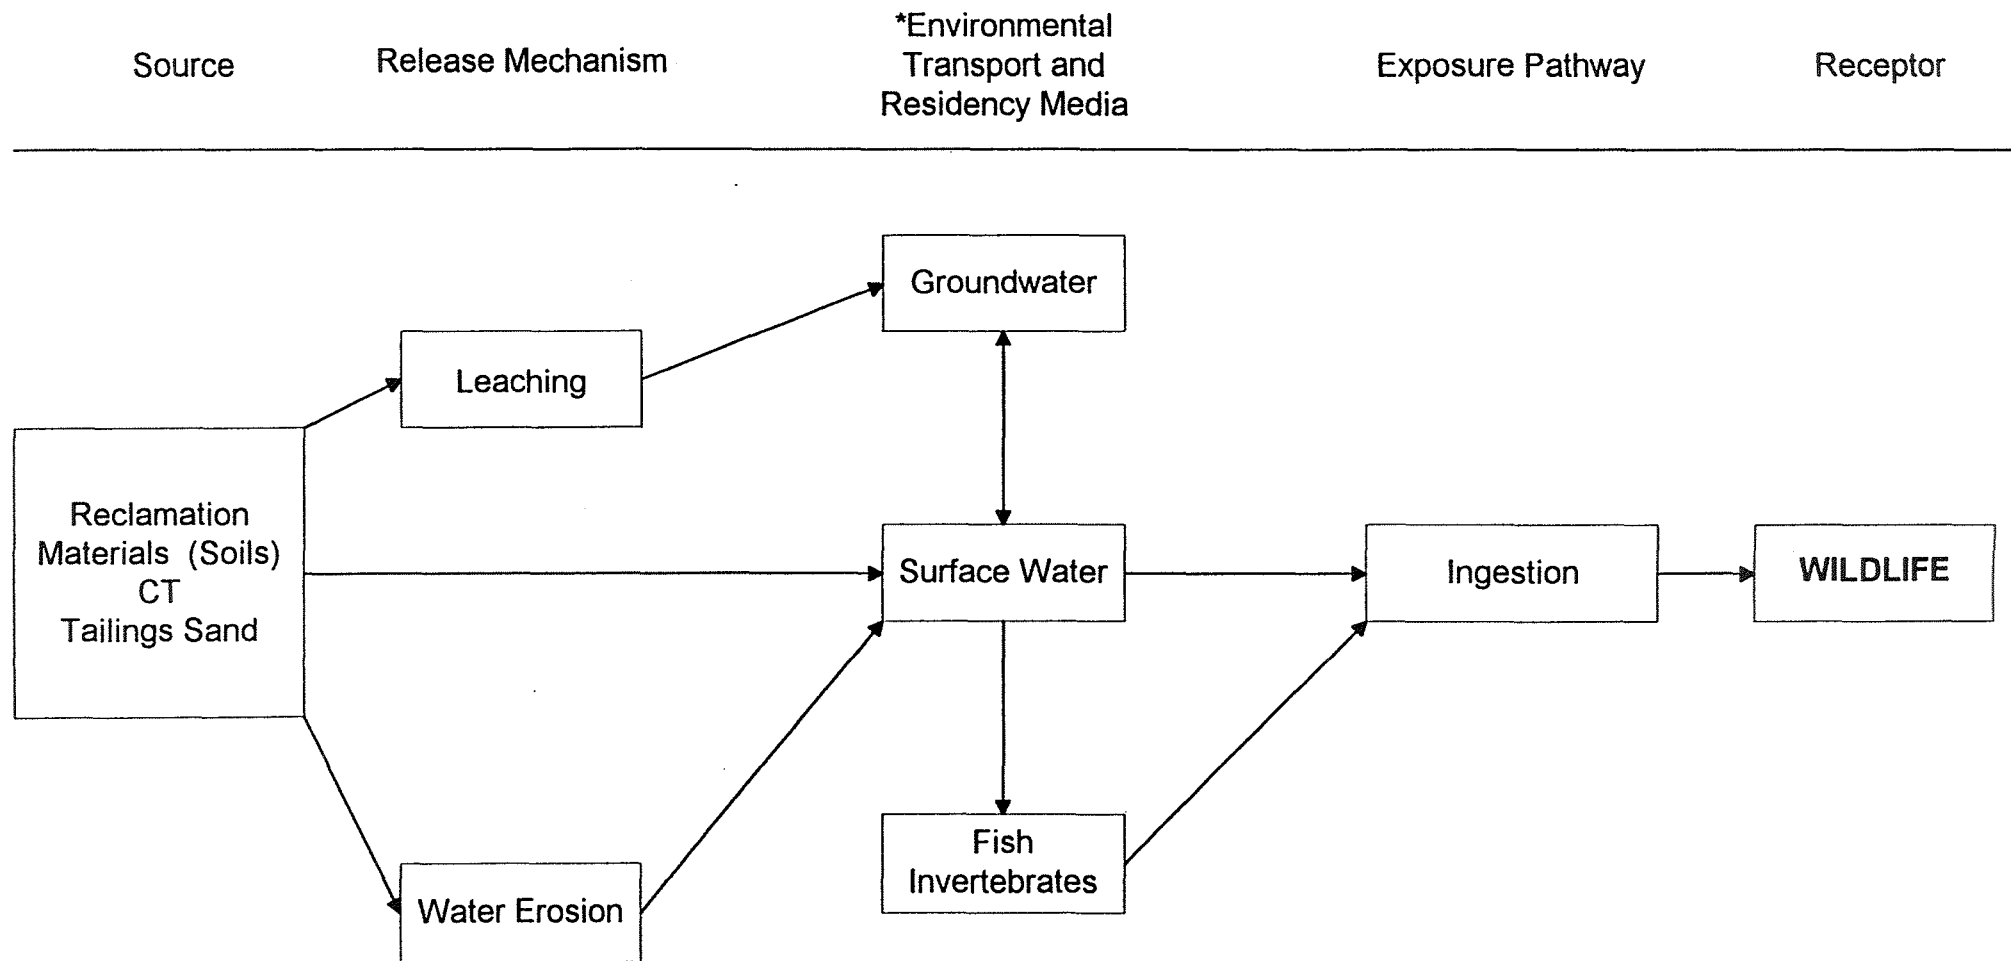 Source
Release Mechanism
*Environmental
Transport and
Residency Media
Exposure Pathway
Receptor
Groundwater
Leaching
Reclamation
Materials (Soils)
CT
Tailings Sand
Surface Water
Ingestion
WILDLIFE
Fish
Invertebrates
Water Erosion